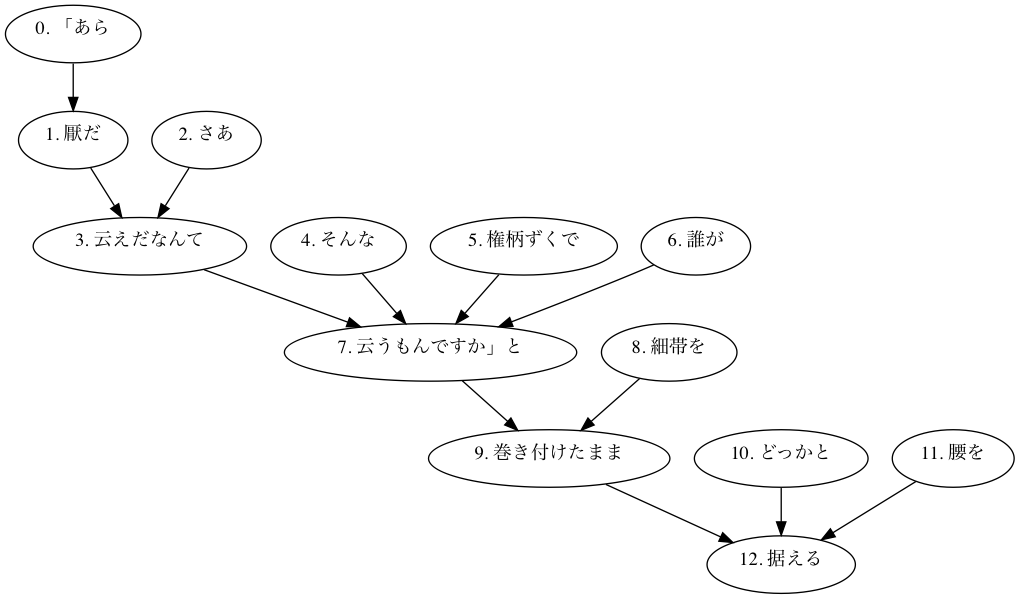 0. 「あら
1. 厭だ
2. さあ
3. 云えだなんて
4. そんな
5. 権柄ずくで
6. 誰が
7. 云うもんですか」と
8. 細帯を
9. 巻き付けたまま
10. どっかと
11. 腰を
12. 据える